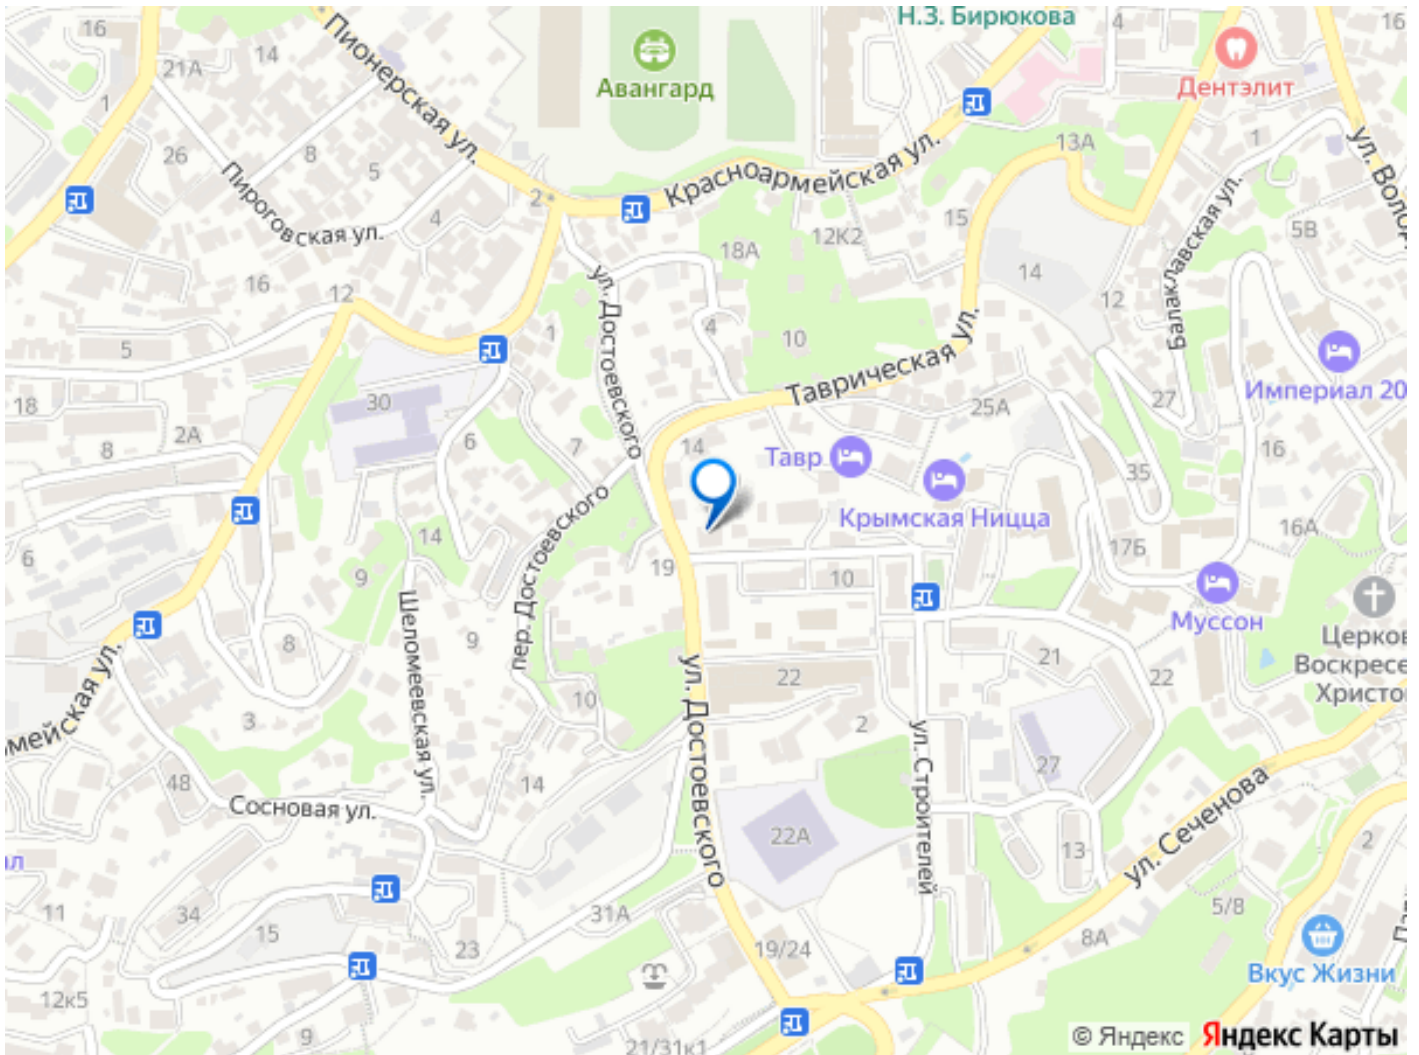 16
14
Пионерская ул.
21А
1
26
8
5
Пироговская ул.
4
2
16
12
Авангард
Н.З. Бирюкова
4
16
Дентэлит
13А
1
ул. Волод
Красноармейская ул.
15
12К2
18А
14
12
5В
Балаклавская ул.
ул. Достоевского
4
10
1
5
18
2А
8
30
6
7
Таврическая ул.
25А
27
Империал 20
16
14
Тавр
Крымская Ницца
35
16А
17Б
6
14
9
пер. Достоевского
19
10
Муссон
Церковь
Воскресе
Христо
Шеломеевская ул.
8
9
3
мейская ул.
10
ул. Достоевского
22
2
21
22
ул. Строителей
27
48
Сосновая ул.
14
22А
13
ул. Сеченова
2
ал
11
34
15
23
31А
19/24
8А
5/8
Вкус Жизни
12к5
9
21/31к1
© Яндекс
Яндекс Карты